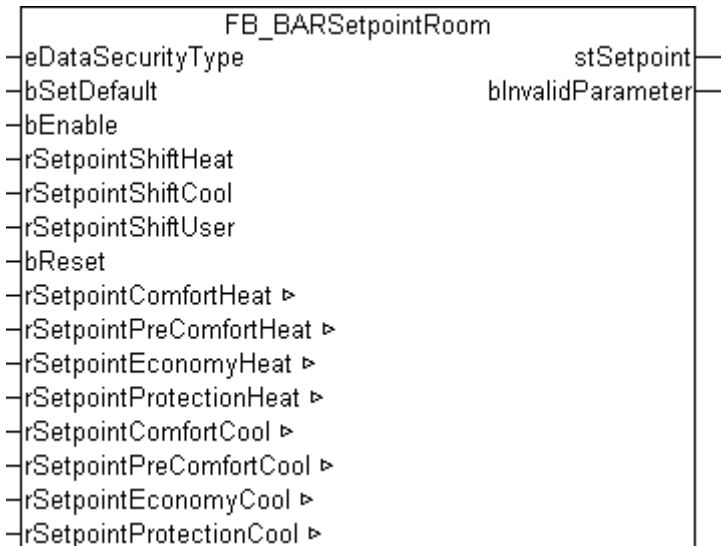 FB_BARSetpointRoom
eDataSecurityType stSetpoint
bSetDefault bInvalidParameter
bEnable
rSetpointShiftHeat
rSetpointShiftCool
rSetpointShiftUser
bReset
rSetpointComfortHeat ▹
rSetpointPreComfortHeat ▹
rSetpointEconomyHeat ▹
rSetpointProtectionHeat ▹
rSetpointComfortCool ▹
rSetpointPreComfortCool ▹
rSetpointEconomyCool ▹
rSetpointProtectionCool ▹